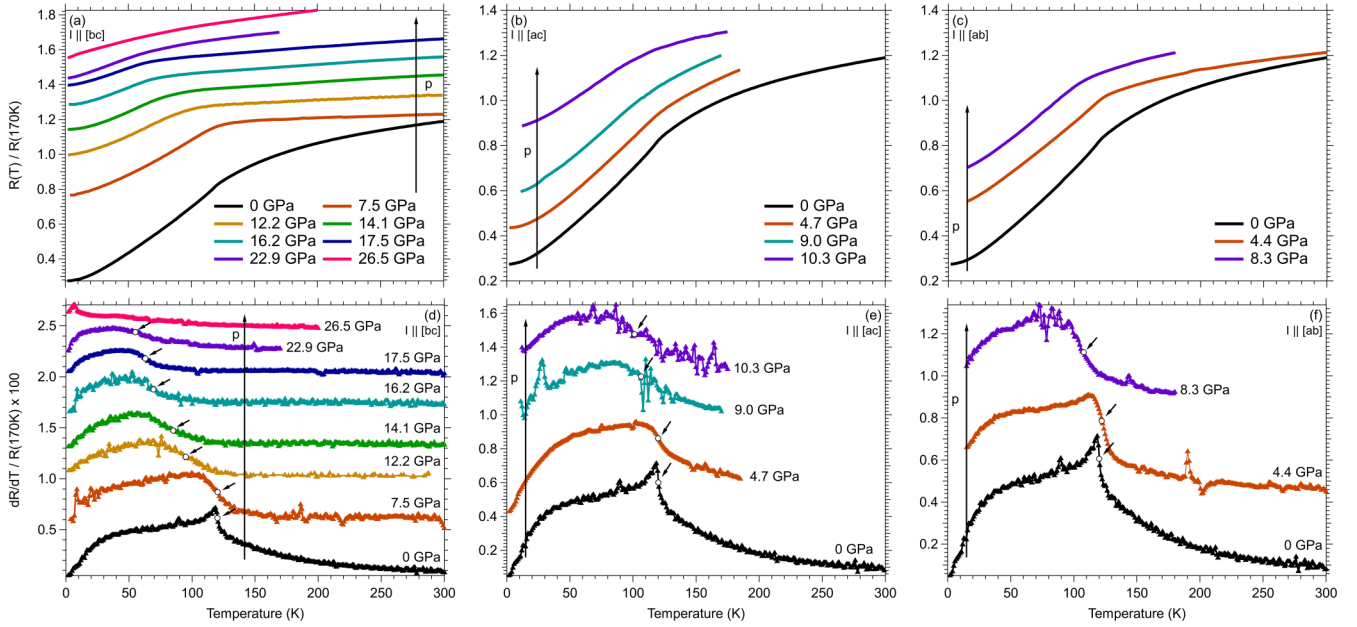 (a)
I || [bc]
p
R(T) / R(170K)
1.8
1.6
1.4
1.2
1.0
0.8
0.6
0.4
0 GPa
7.5 GPa
12.2 GPa
14.1 GPa
16.2 GPa
17.5 GPa
22.9 GPa
26.5 GPa
(b)
I || [ac]
p
1.4
1.2
1.0
0.8
0.6
0.4
0.2
0 GPa
4.7 GPa
9.0 GPa
10.3 GPa
(c)
I || [ab]
p
1.4
1.2
1.0
0.8
0.6
0.4
0.2
0 GPa
4.4 GPa
8.3 GPa
(d)
I || [bc]
p
dR/dT / R(170K) x 100
2.5
2.0
1.5
1.0
0.5
26.5 GPa
22.9 GPa
17.5 GPa
16.2 GPa
14.1 GPa
12.2 GPa
7.5 GPa
0 GPa
0
50
100
150
200
250
300
Temperature (K)
(e)
I || [ac]
p
1.6
1.4
1.2
1.0
0.8
0.6
0.4
0.2
10.3 GPa
9.0 GPa
4.7 GPa
0 GPa
0
50
100
150
200
250
300
Temperature (K)
(f)
I || [ab]
p
1.2
1.0
0.8
0.6
0.4
0.2
8.3 GPa
4.4 GPa
0 GPa
0
50
100
150
200
250
300
Temperature (K)